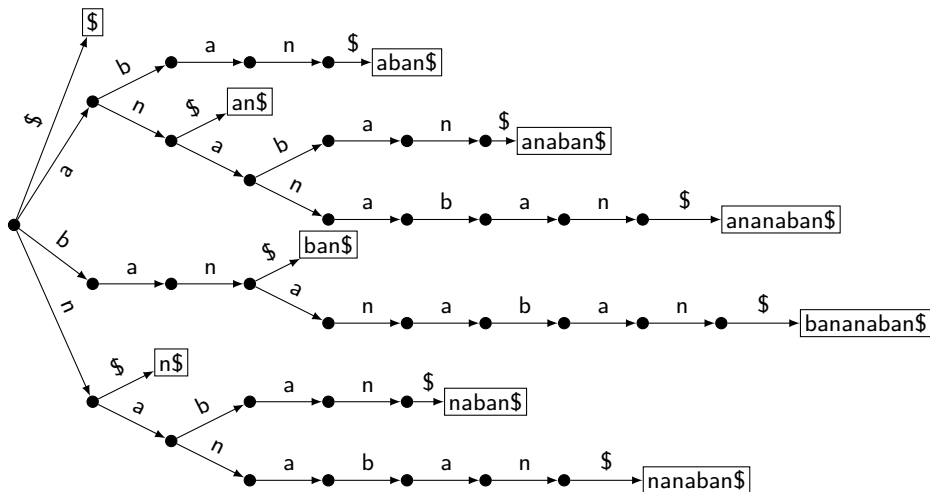 $
b a n $ aban$
n $ an$
$ a b a n $ anaban$
a n a b a n $ ananaban$
b a n $ ban$
a n a b a n $ bananaban$
n $ n$
a b a n $ naban$
n a b a n $ nanaban$